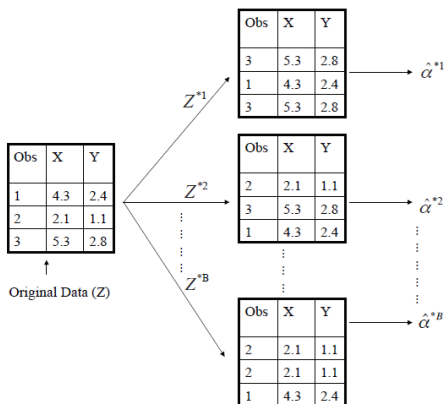 Obs X Y
3 5.3 2.8
1 4.3 2.4
3 5.3 2.8
Z*1
α̂*1
Obs X Y
1 4.3 2.4
2 2.1 1.1
3 5.3 2.8
Original Data (Z)
Z*2
Obs X Y
2 2.1 1.1
3 5.3 2.8
1 4.3 2.4
α̂*2
Z*B
Obs X Y
2 2.1 1.1
2 2.1 1.1
1 4.3 2.4
α̂*B